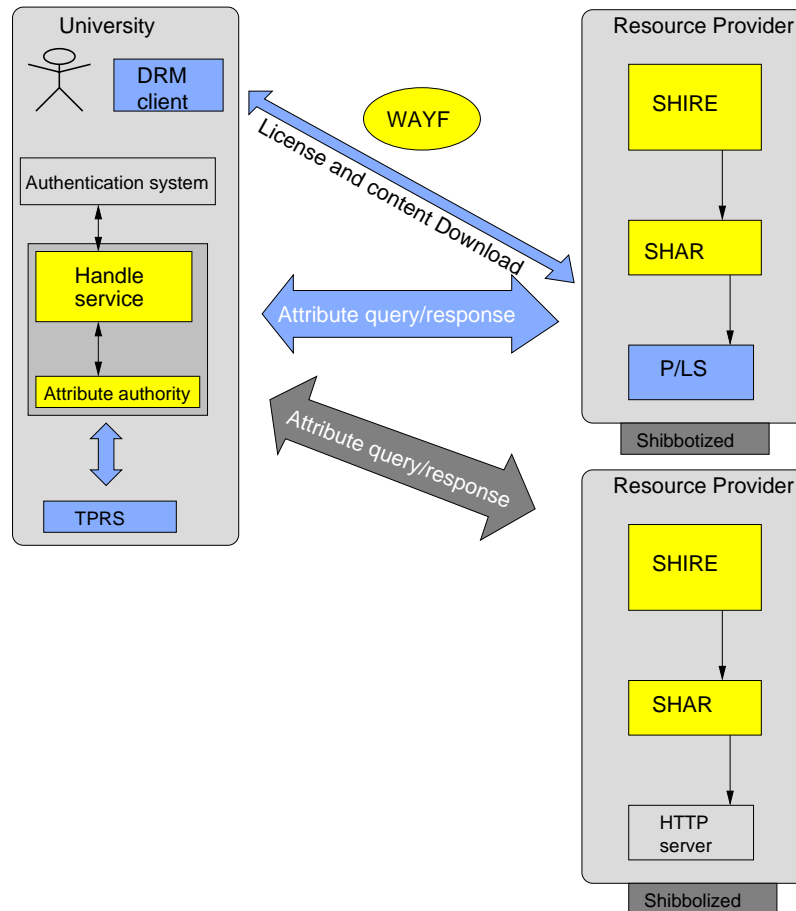 University
DRM
client
Authentication system
Handle
service
Attribute authority
TPRS
WAYF
License and content Download
Attribute query/response
Attribute query/response
Resource Provider
SHIRE
SHAR
P/LS
Shibbotized
Resource Provider
SHIRE
SHAR
HTTP
server
Shibbolized